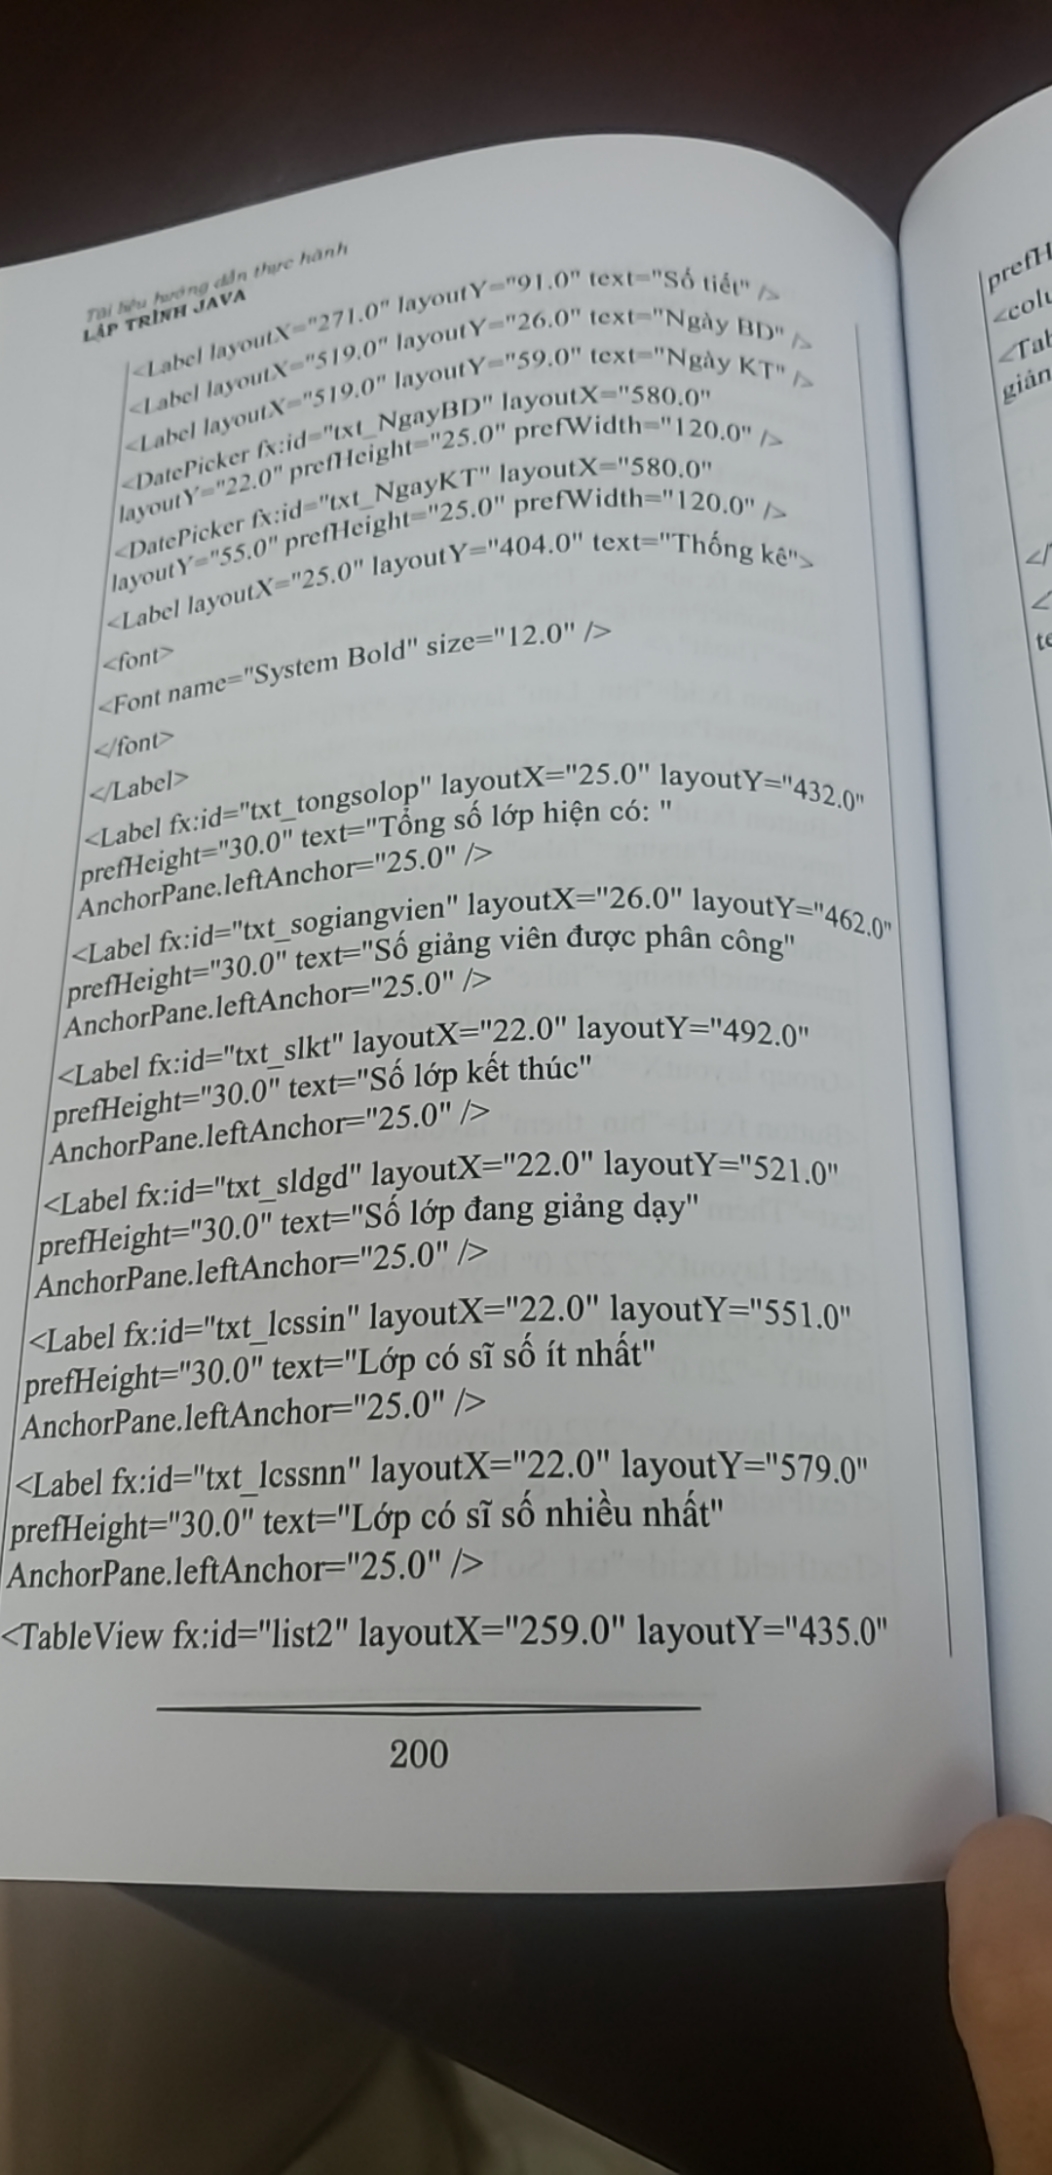 Tài liệu hướng dẫn thực hành
LẬP TRÌNH JAVA
<Label layoutX="271.0" layoutY="91.0" text="Số tiết" />
<Label layoutX="519.0" layoutY="26.0" text="Ngày BD" />
<Label layoutX="519.0" layoutY="59.0" text="Ngày KT" />
<DatePicker fx:id="txt_NgayBD" layoutX="580.0"
layoutY="22.0" prefHeight="25.0" prefWidth="120.0" />
<DatePicker fx:id="txt_NgayKT" layoutX="580.0"
layoutY="55.0" prefHeight="25.0" prefWidth="120.0" />
<Label layoutX="25.0" layoutY="404.0" text="Thống kê">
<font>
<Font name="System Bold" size="12.0" />
</font>
</Label>
<Label fx:id="txt_tongsolop" layoutX="25.0" layoutY="432.0"
prefHeight="30.0" text="Tổng số lớp hiện có: "
AnchorPane.leftAnchor="25.0" />
<Label fx:id="txt_sogiangvien" layoutX="26.0" layoutY="462.0"
prefHeight="30.0" text="Số giảng viên được phân công"
AnchorPane.leftAnchor="25.0" />
<Label fx:id="txt_slkt" layoutX="22.0" layoutY="492.0"
prefHeight="30.0" text="Số lớp kết thúc"
AnchorPane.leftAnchor="25.0" />
<Label fx:id="txt_sldgd" layoutX="22.0" layoutY="521.0"
prefHeight="30.0" text="Số lớp đang giảng dạy"
AnchorPane.leftAnchor="25.0" />
<Label fx:id="txt_lcssin" layoutX="22.0" layoutY="551.0"
prefHeight="30.0" text="Lớp có sĩ số ít nhất"
AnchorPane.leftAnchor="25.0" />
<Label fx:id="txt_lcssnn" layoutX="22.0" layoutY="579.0"
prefHeight="30.0" text="Lớp có sĩ số nhiều nhất"
AnchorPane.leftAnchor="25.0" />
<TableView fx:id="list2" layoutX="259.0" layoutY="435.0"
200
prefH
<colu
<Tab
giản
</
<
te